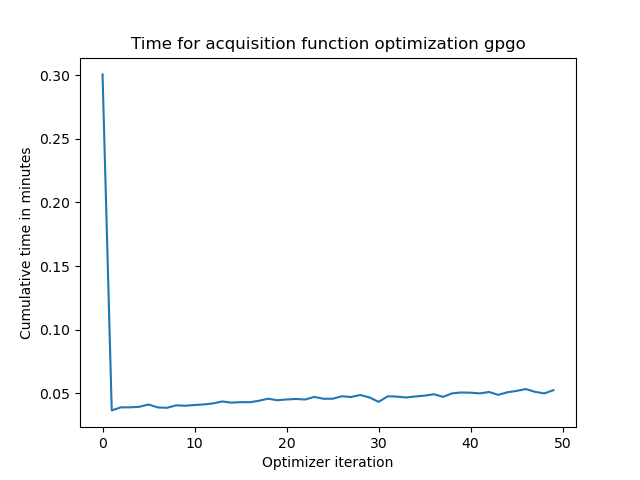 Time for acquisition function optimization gpgo
Cumulative time in minutes
0.30
0.25
0.20
0.15
0.10
0.05
0 10 20 30 40 50
Optimizer iteration